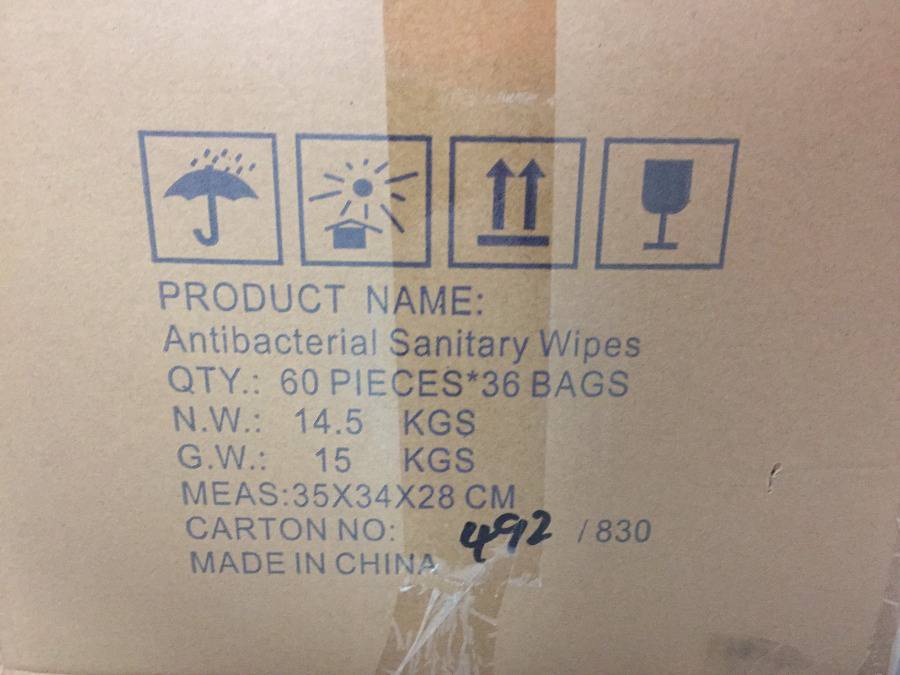 PRODUCT NAME:
Antibacterial Sanitary Wipes
QTY.: 60 PIECES*36 BAGS
N.W.: 14.5 KGS
G.W.: 15 KGS
MEAS:35X34X28 CM
CARTON NO: 492 / 830
MADE IN CHINA